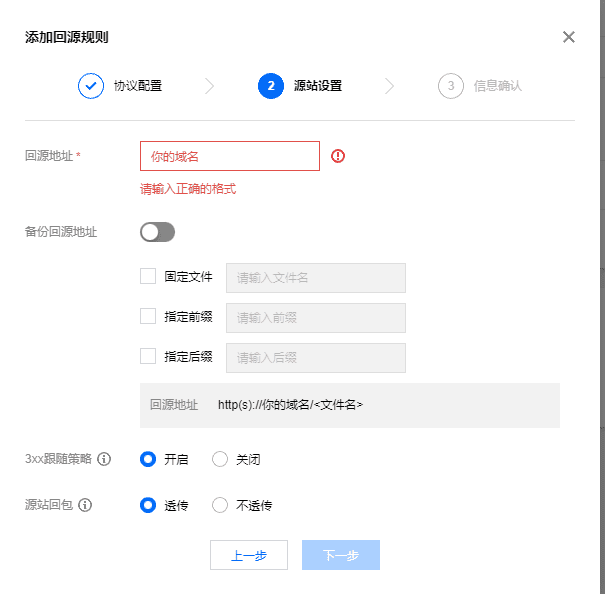 添加回源规则
协议配置 2 源站设置 3 信息确认
回源地址 * 你的域名
请输入正确的格式
备份回源地址
固定文件 请输入文件名
指定前缀 请输入前缀
指定后缀 请输入后缀
回源地址 http(s)://你的域名/<文件名>
3xx跟随策略 开启 关闭
源站回包 透传 不透传
上一步 下一步